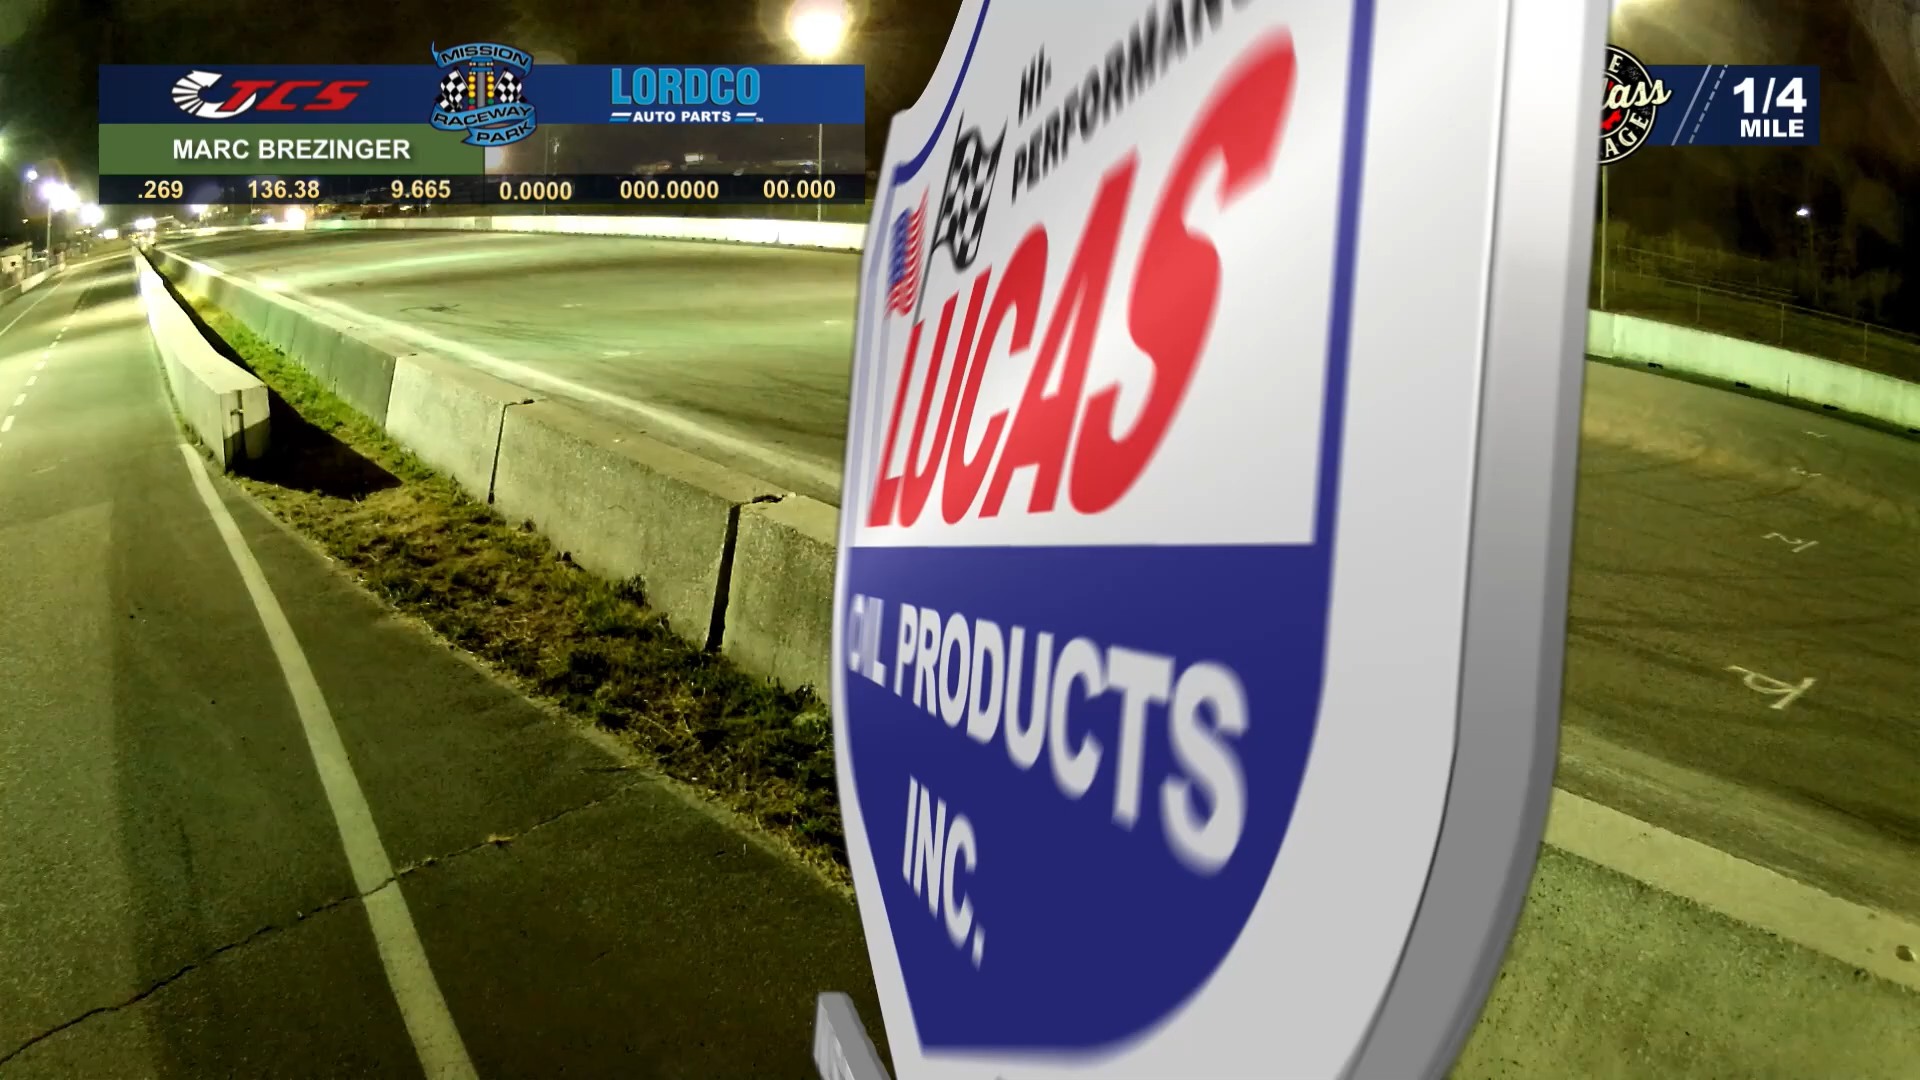 TCS
MISSION
RACEWAY
PARK
LORDCO
AUTO PARTS
MARC BREZINGER
.269 136.38 9.665 0.0000 000.0000 00.000
1/4
MILE
HI-
PERFORMANC
LUCAS
OIL PRODUCTS
INC.